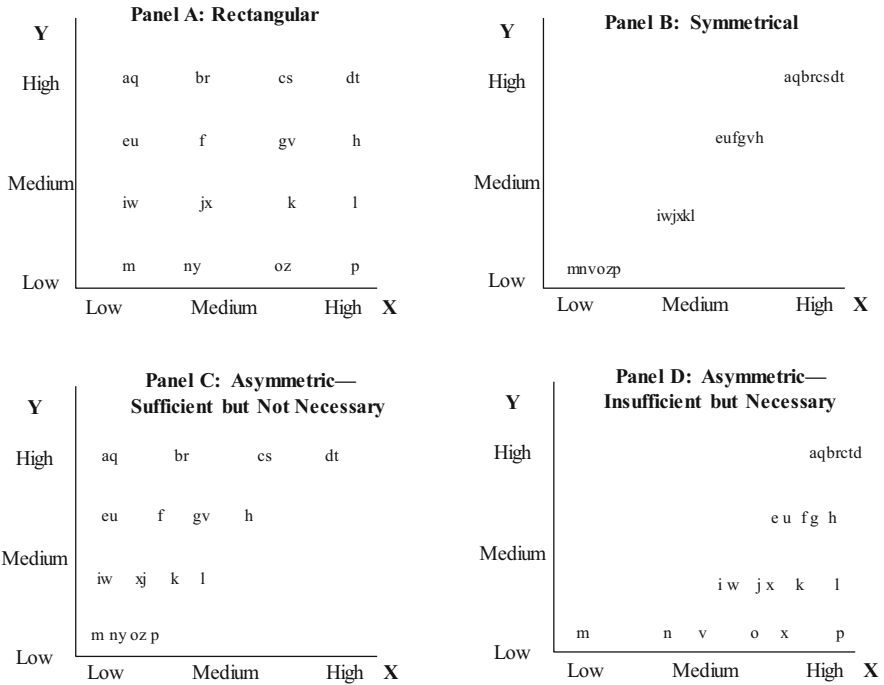 Panel A: Rectangular
Y
High aq br cs dt
eu f gv h
Medium
iw jx k l
m ny oz p
Low
Low Medium High X
Panel B: Symmetrical
Y
High aqbrcsdt
eufgvh
Medium
iwjxkl
mnvozp
Low
Low Medium High X
Panel C: Asymmetric—
Sufficient but Not Necessary
Y
High aq br cs dt
eu f gv h
Medium
iw xj k l
m ny oz p
Low
Low Medium High X
Panel D: Asymmetric—
Insufficient but Necessary
Y
High aqbrctd
e u f g h
Medium
i w j x k l
m n v o x p
Low
Low Medium High X